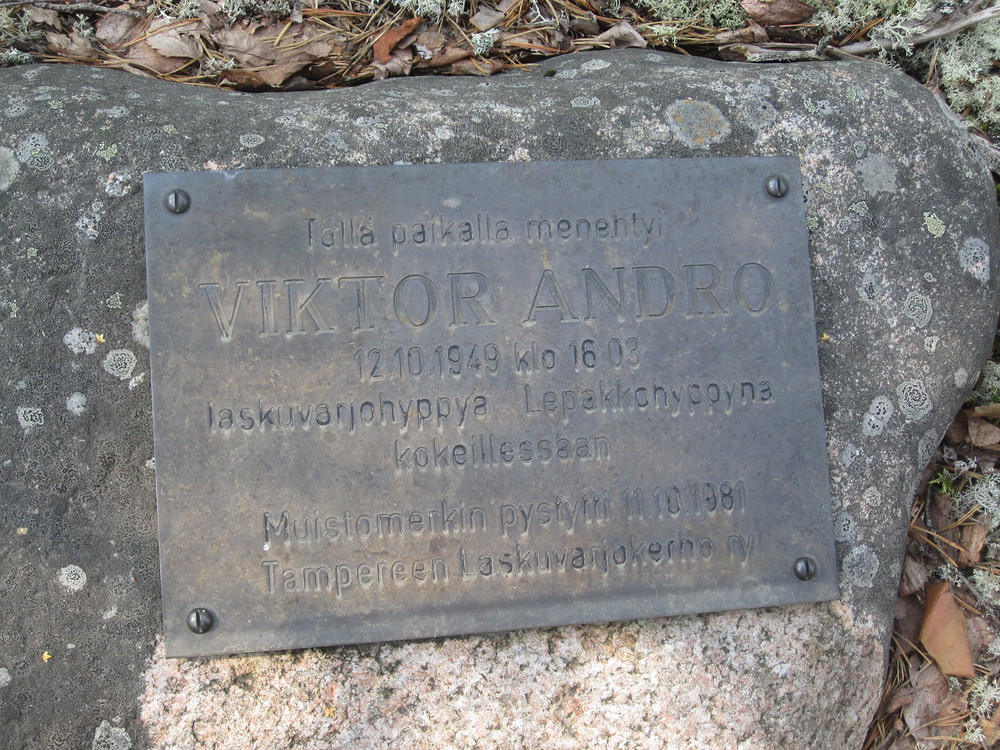 Tällä paikalla menehtyi
VIKTOR ANDRO
12.10.1949 klo 16.03
laskuvarjohyppyä Lepakkohyppynä
kokeillessaan
Muistomerkin pystytti 11.10.1981
Tampereen Laskuvarjokerho ry